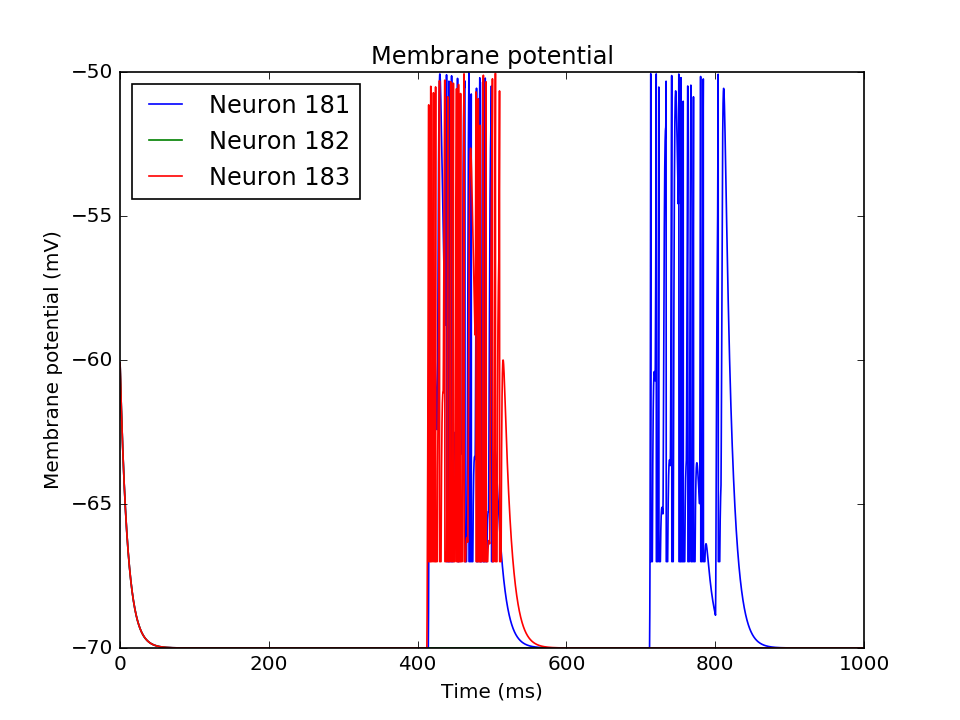 Membrane potential
Neuron 181
Neuron 182
Neuron 183
Membrane potential (mV)
−50
−55
−60
−65
−70
0 200 400 600 800 1000
Time (ms)